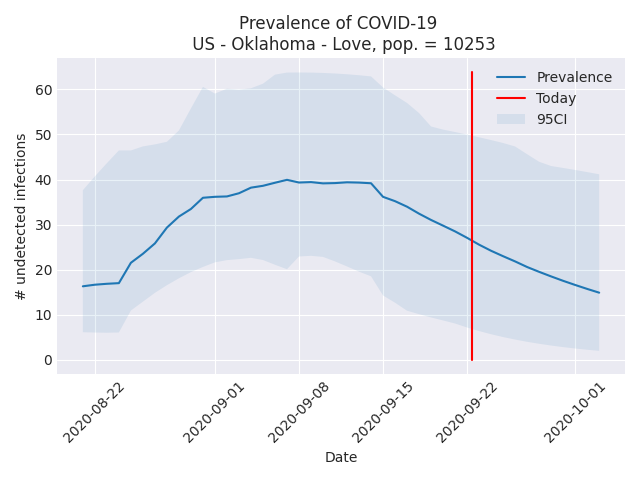 Prevalence of COVID-19
US - Oklahoma - Love, pop. = 10253
# undetected infections
60
50
40
30
20
10
0
Prevalence
Today
95CI
2020-08-22
2020-09-01
2020-09-08
2020-09-15
2020-09-22
2020-10-01
Date